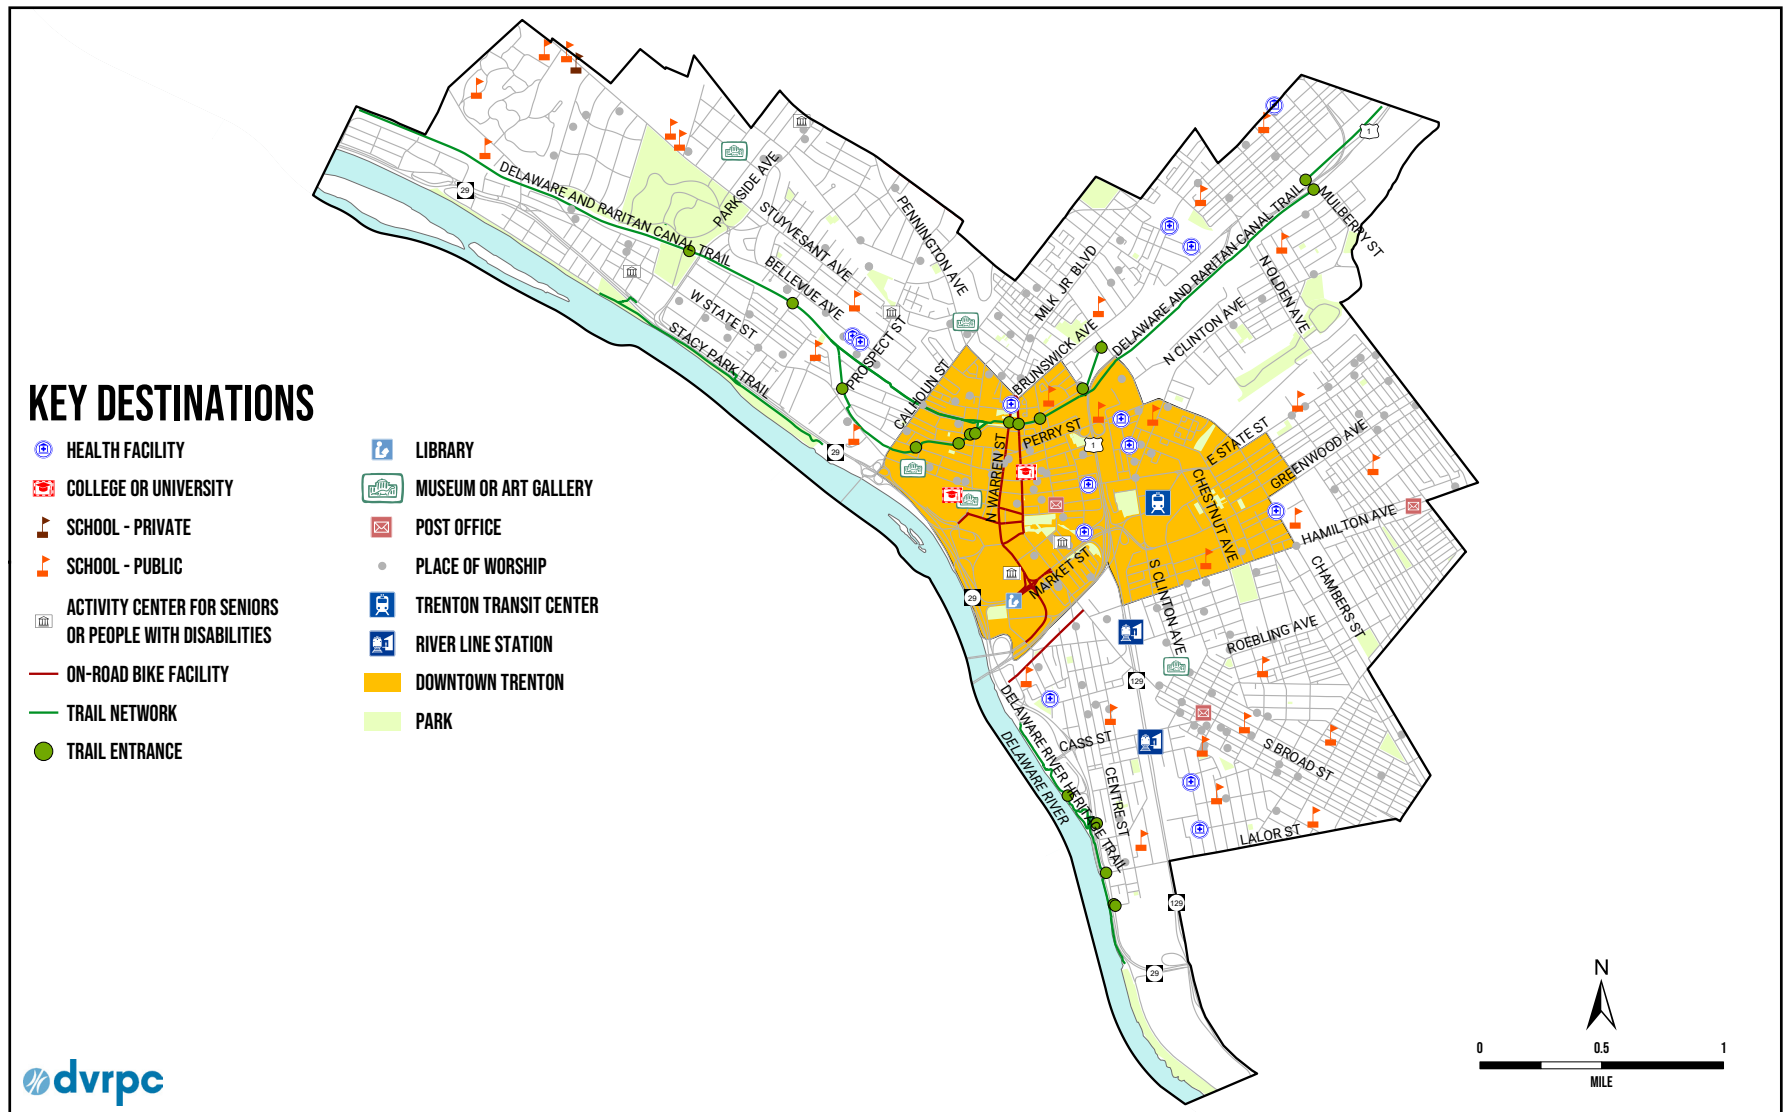 KEY DESTINATIONS
HEALTH FACILITY
COLLEGE OR UNIVERSITY
SCHOOL - PRIVATE
SCHOOL - PUBLIC
ACTIVITY CENTER FOR SENIORS
OR PEOPLE WITH DISABILITIES
ON-ROAD BIKE FACILITY
TRAIL NETWORK
TRAIL ENTRANCE
LIBRARY
MUSEUM OR ART GALLERY
POST OFFICE
PLACE OF WORSHIP
TRENTON TRANSIT CENTER
RIVER LINE STATION
DOWNTOWN TRENTON
PARK
DELAWARE AND RARITAN CANAL TRAIL
29
PARKSIDE AVE
STUYVESANT AVE
PENNINGTON AVE
BELLEVUE AVE
W STATE ST
STACY PARK TRAIL
PROSPECT ST
CALHOUN ST
29
MLK JR BLVD
BRUNSWICK AVE
DELAWARE AND RARITAN CANAL TRAIL
1
MULBERRY ST
N OLDEN AVE
N CLINTON AVE
PERRY ST
1
N WARREN ST
E STATE ST
GREENWOOD AVE
CHESTNUT AVE
HAMILTON AVE
CHAMBERS ST
MARKET ST
S CLINTON AVE
29
ROEBLING AVE
129
DELAWARE RIVER HERITAGE TRAIL
DELAWARE RIVER
CASS ST
CENTRE ST
S BROAD ST
LALOR ST
129
29
N
0
0.5
1
MILE
dvrpc